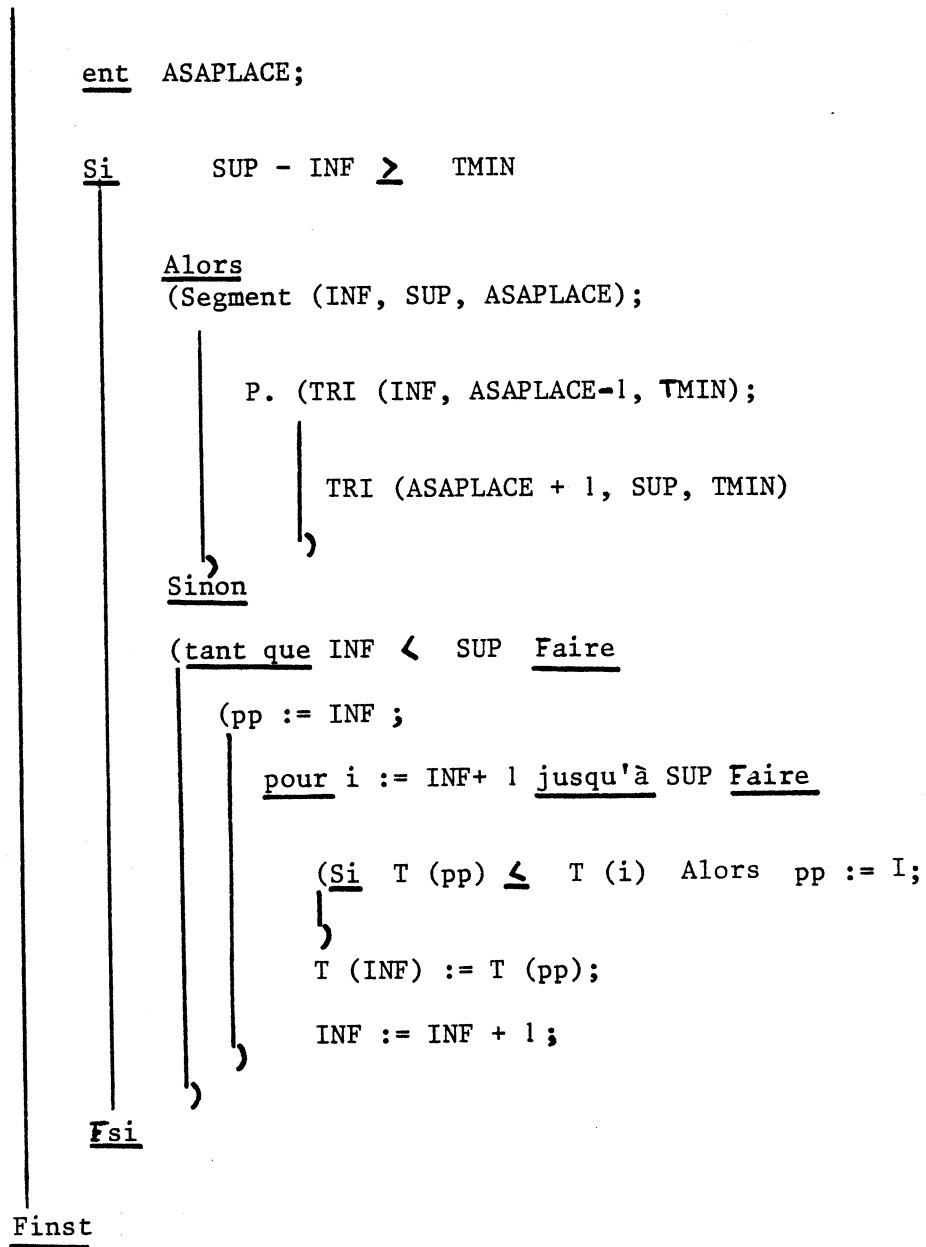 ent ASAPLACE;
Si SUP - INF ≥ TMIN
Alors
(Segment (INF, SUP, ASAPLACE);
P. (TRI (INF, ASAPLACE-1, TMIN);
TRI (ASAPLACE + 1, SUP, TMIN)
)
)
Sinon
(tant que INF < SUP Faire
(pp := INF ;
pour i := INF+ 1 jusqu'à SUP Faire
(Si T (pp) ≤ T (i) Alors pp := I;
)
T (INF) := T (pp);
INF := INF + 1 ;
)
)
Fsi
Finst